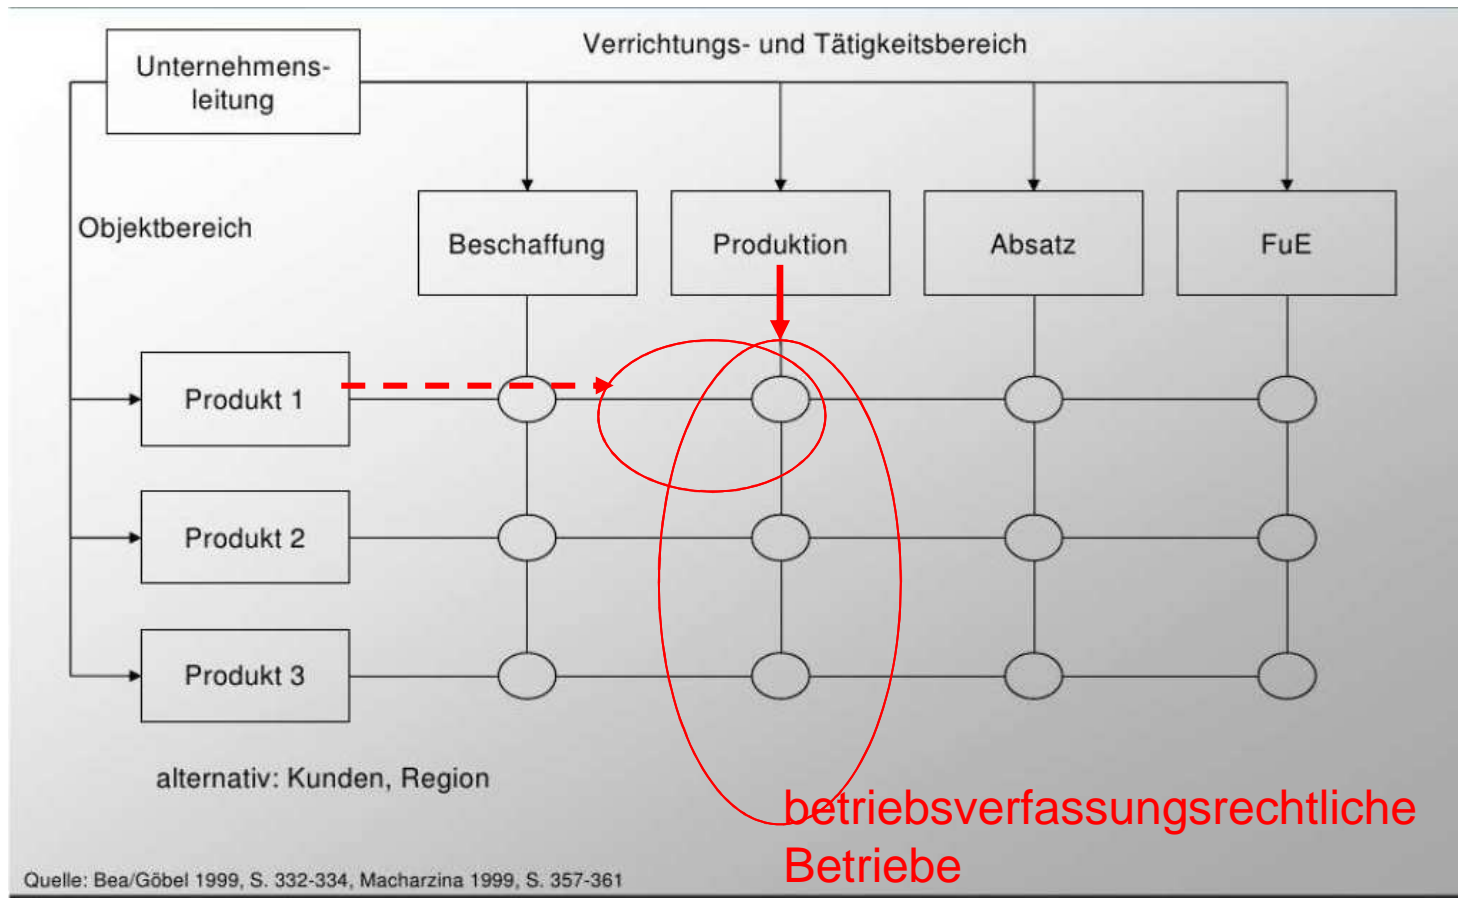 Verrichtungs- und Tätigkeitsbereich
Unternehmens-
leitung
Objektbereich
Beschaffung
Produktion
Absatz
FuE
Produkt 1
Produkt 2
Produkt 3
alternativ: Kunden, Region
betriebsverfassungsrechtliche
Betriebe
Quelle: Bea/Göbel 1999, S. 332-334, Macharzina 1999, S. 357-361